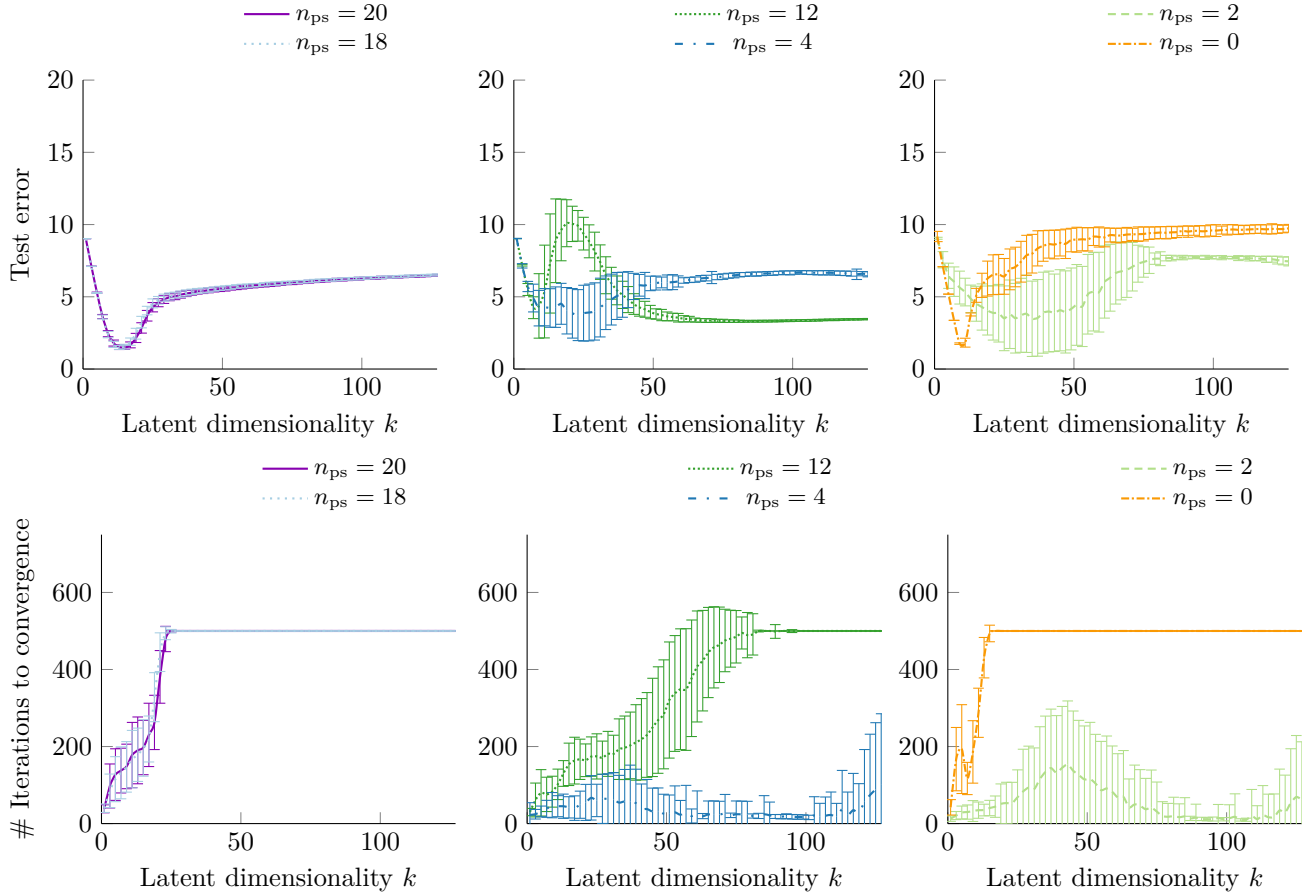 n_ps = 20
n_ps = 18
n_ps = 12
n_ps = 4
n_ps = 2
n_ps = 0
Test error
20
15
10
5
0
0 50 100
Latent dimensionality k
20
15
10
5
0
0 50 100
Latent dimensionality k
20
15
10
5
0
0 50 100
Latent dimensionality k
n_ps = 20
n_ps = 18
n_ps = 12
n_ps = 4
n_ps = 2
n_ps = 0
# Iterations to convergence
600
400
200
0
0 50 100
Latent dimensionality k
600
400
200
0
0 50 100
Latent dimensionality k
600
400
200
0
0 50 100
Latent dimensionality k